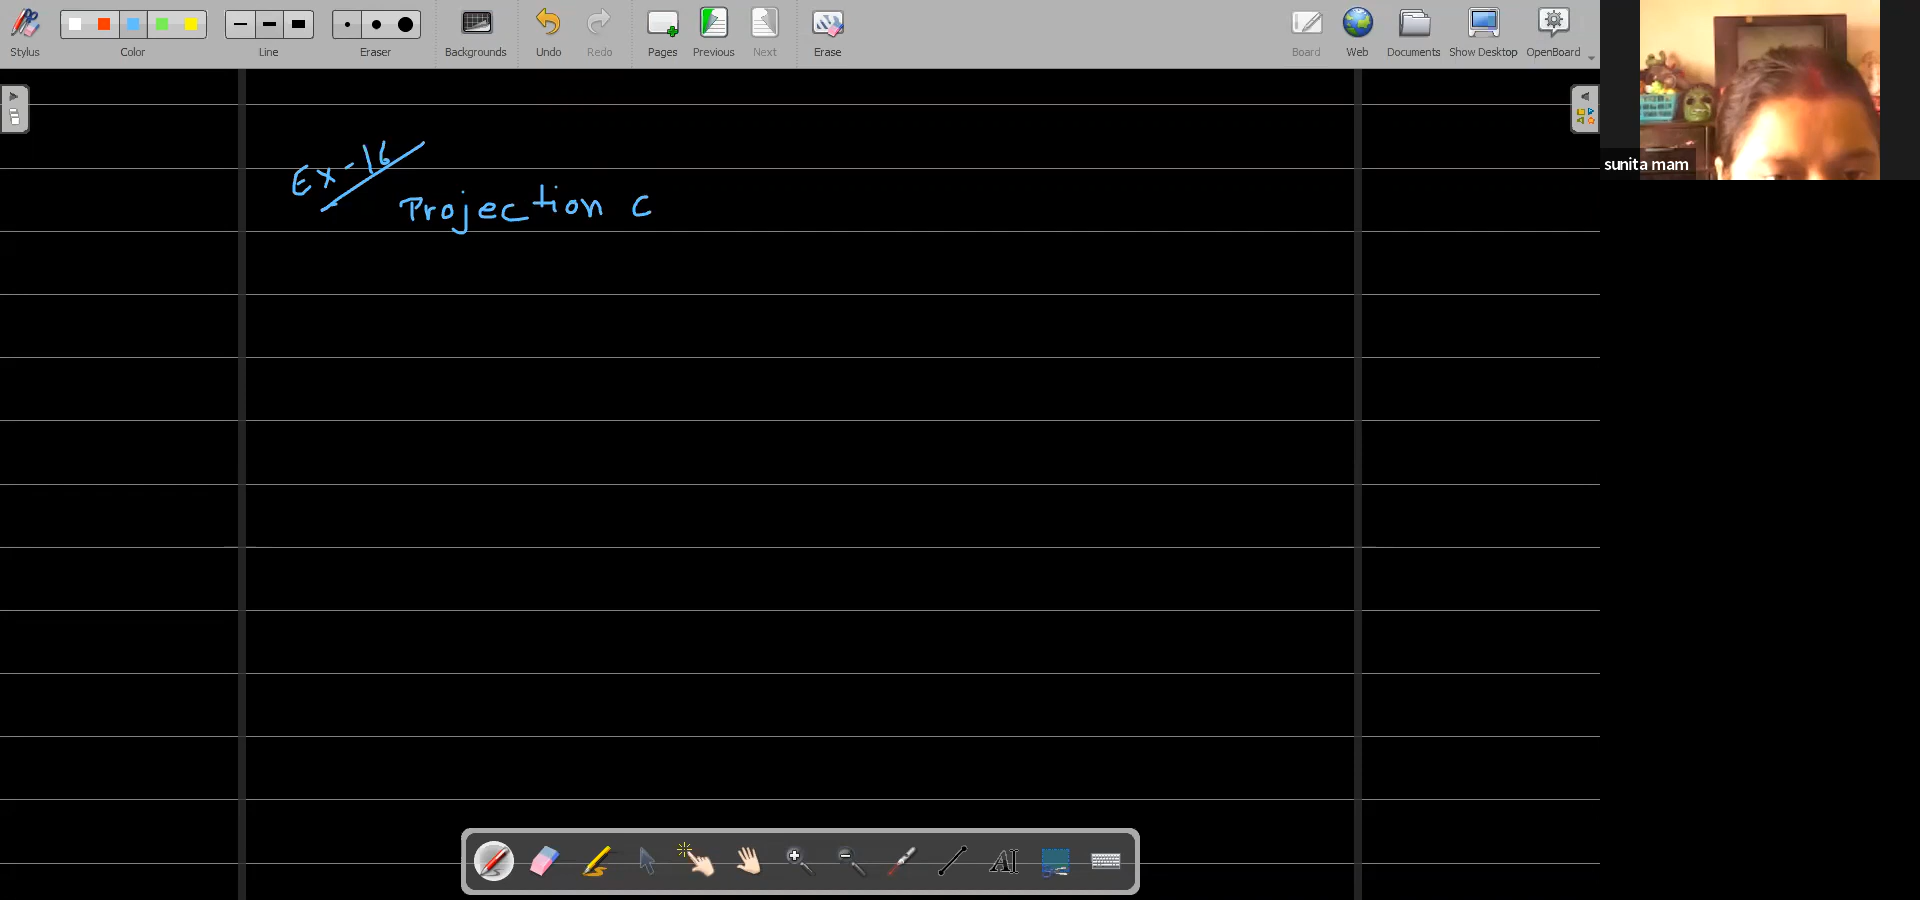 Stylus Color Line Eraser Backgrounds Undo Redo Pages Previous Next Erase Board Web Documents Show Desktop OpenBoard
sunita mam
Ex-16
Projection c
AI